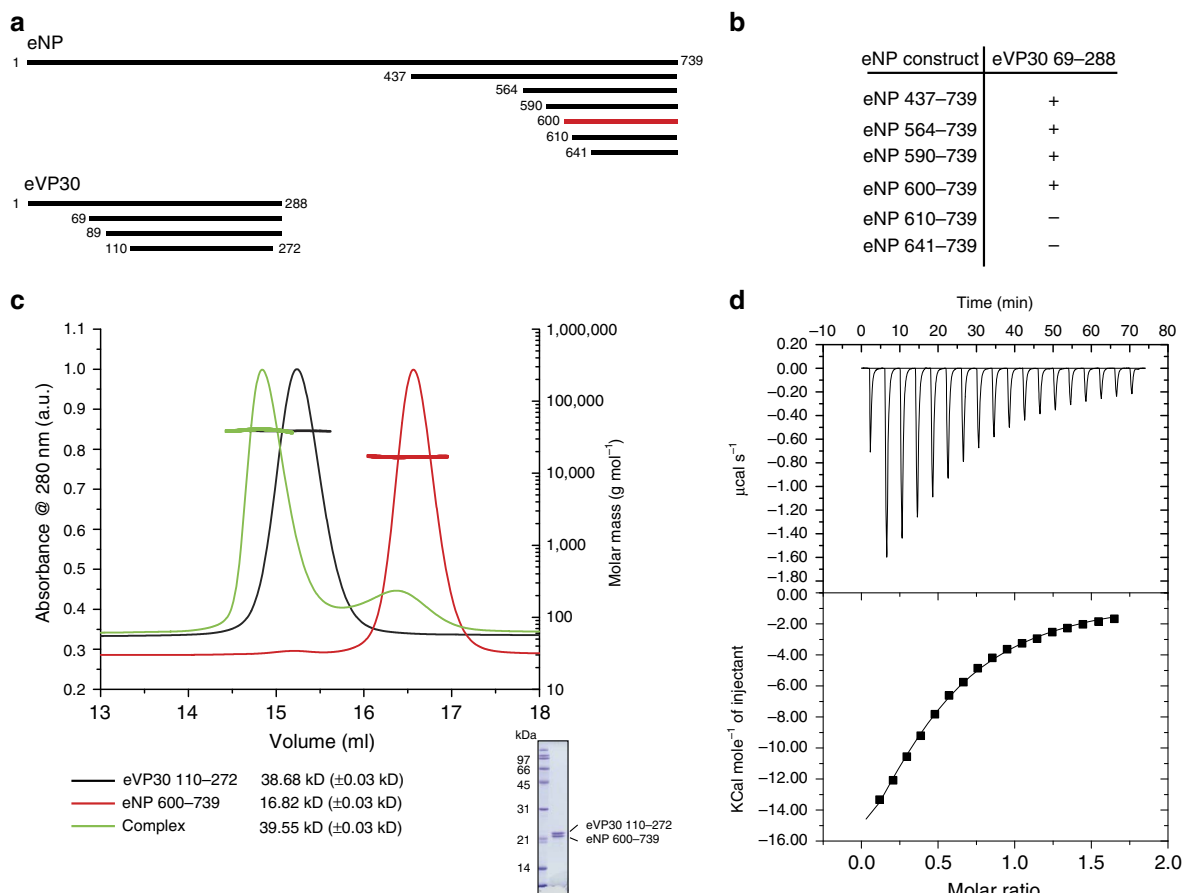 a
eNP
1
739
437
564
590
600
610
641
eVP30
1
288
69
89
110
272
b
eNP construct
eVP30 69–288
eNP 437–739 +
eNP 564–739 +
eNP 590–739 +
eNP 600–739 +
eNP 610–739 –
eNP 641–739 –
c
1.1
1.0
0.9
0.8
0.7
0.6
0.5
0.4
0.3
0.2
Absorbance @ 280 nm (a.u.)
1,000,000
100,000
10,000
1,000
100
10
Molar mass (g mol⁻¹)
13 14 15 16 17 18
Volume (ml)
eVP30 110–272 38.68 kD (±0.03 kD)
eNP 600–739 16.82 kD (±0.03 kD)
Complex 39.55 kD (±0.03 kD)
kDa
97
66
45
31
21
14
eVP30 110–272
eNP 600–739
d
Time (min)
–10 0 10 20 30 40 50 60 70 80
0.20
0.00
–0.20
–0.40
–0.60
–0.80
–1.00
–1.20
–1.40
–1.60
–1.80
µcal s⁻¹
0.00
–2.00
–4.00
–6.00
–8.00
–10.00
–12.00
–14.00
–16.00
KCal mole⁻¹ of injectant
0.0 0.5 1.0 1.5 2.0
Molar ratio